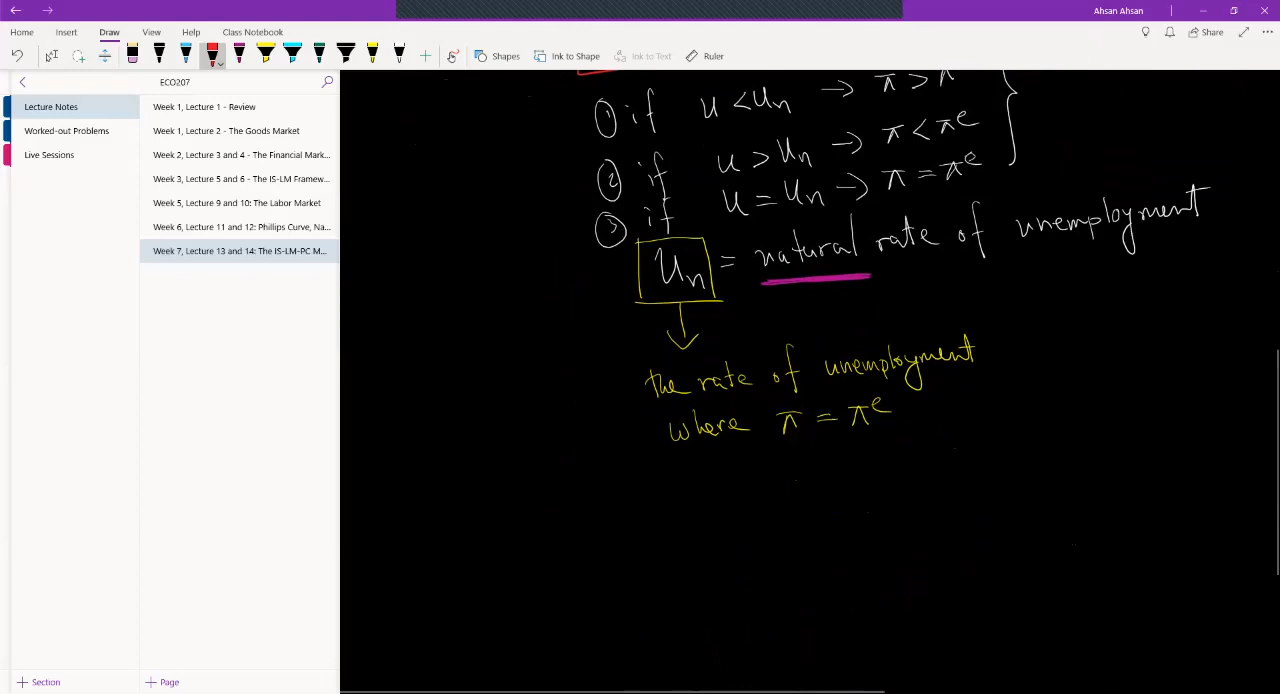 Ahsan Ahsan
Home Insert Draw View Help Class Notebook
Share
Shapes Ink to Shape Ink to Text Ruler
ECO207
Lecture Notes
Worked-out Problems
Live Sessions
Week 1, Lecture 1 - Review
Week 1, Lecture 2 - The Goods Market
Week 2, Lecture 3 and 4 - The Financial Mark...
Week 3, Lecture 5 and 6 - The IS-LM Framew...
Week 5, Lecture 9 and 10: The Labor Market
Week 6, Lecture 11 and 12: Phillips Curve, Na...
Week 7, Lecture 13 and 14: The IS-LM-PC M...
① if u < uₙ → π > π
② if u > uₙ → π < πᵉ
③ if u = uₙ → π = πᵉ
uₙ = natural rate of unemployment
the rate of unemployment
where π = πᵉ
+ Section
+ Page